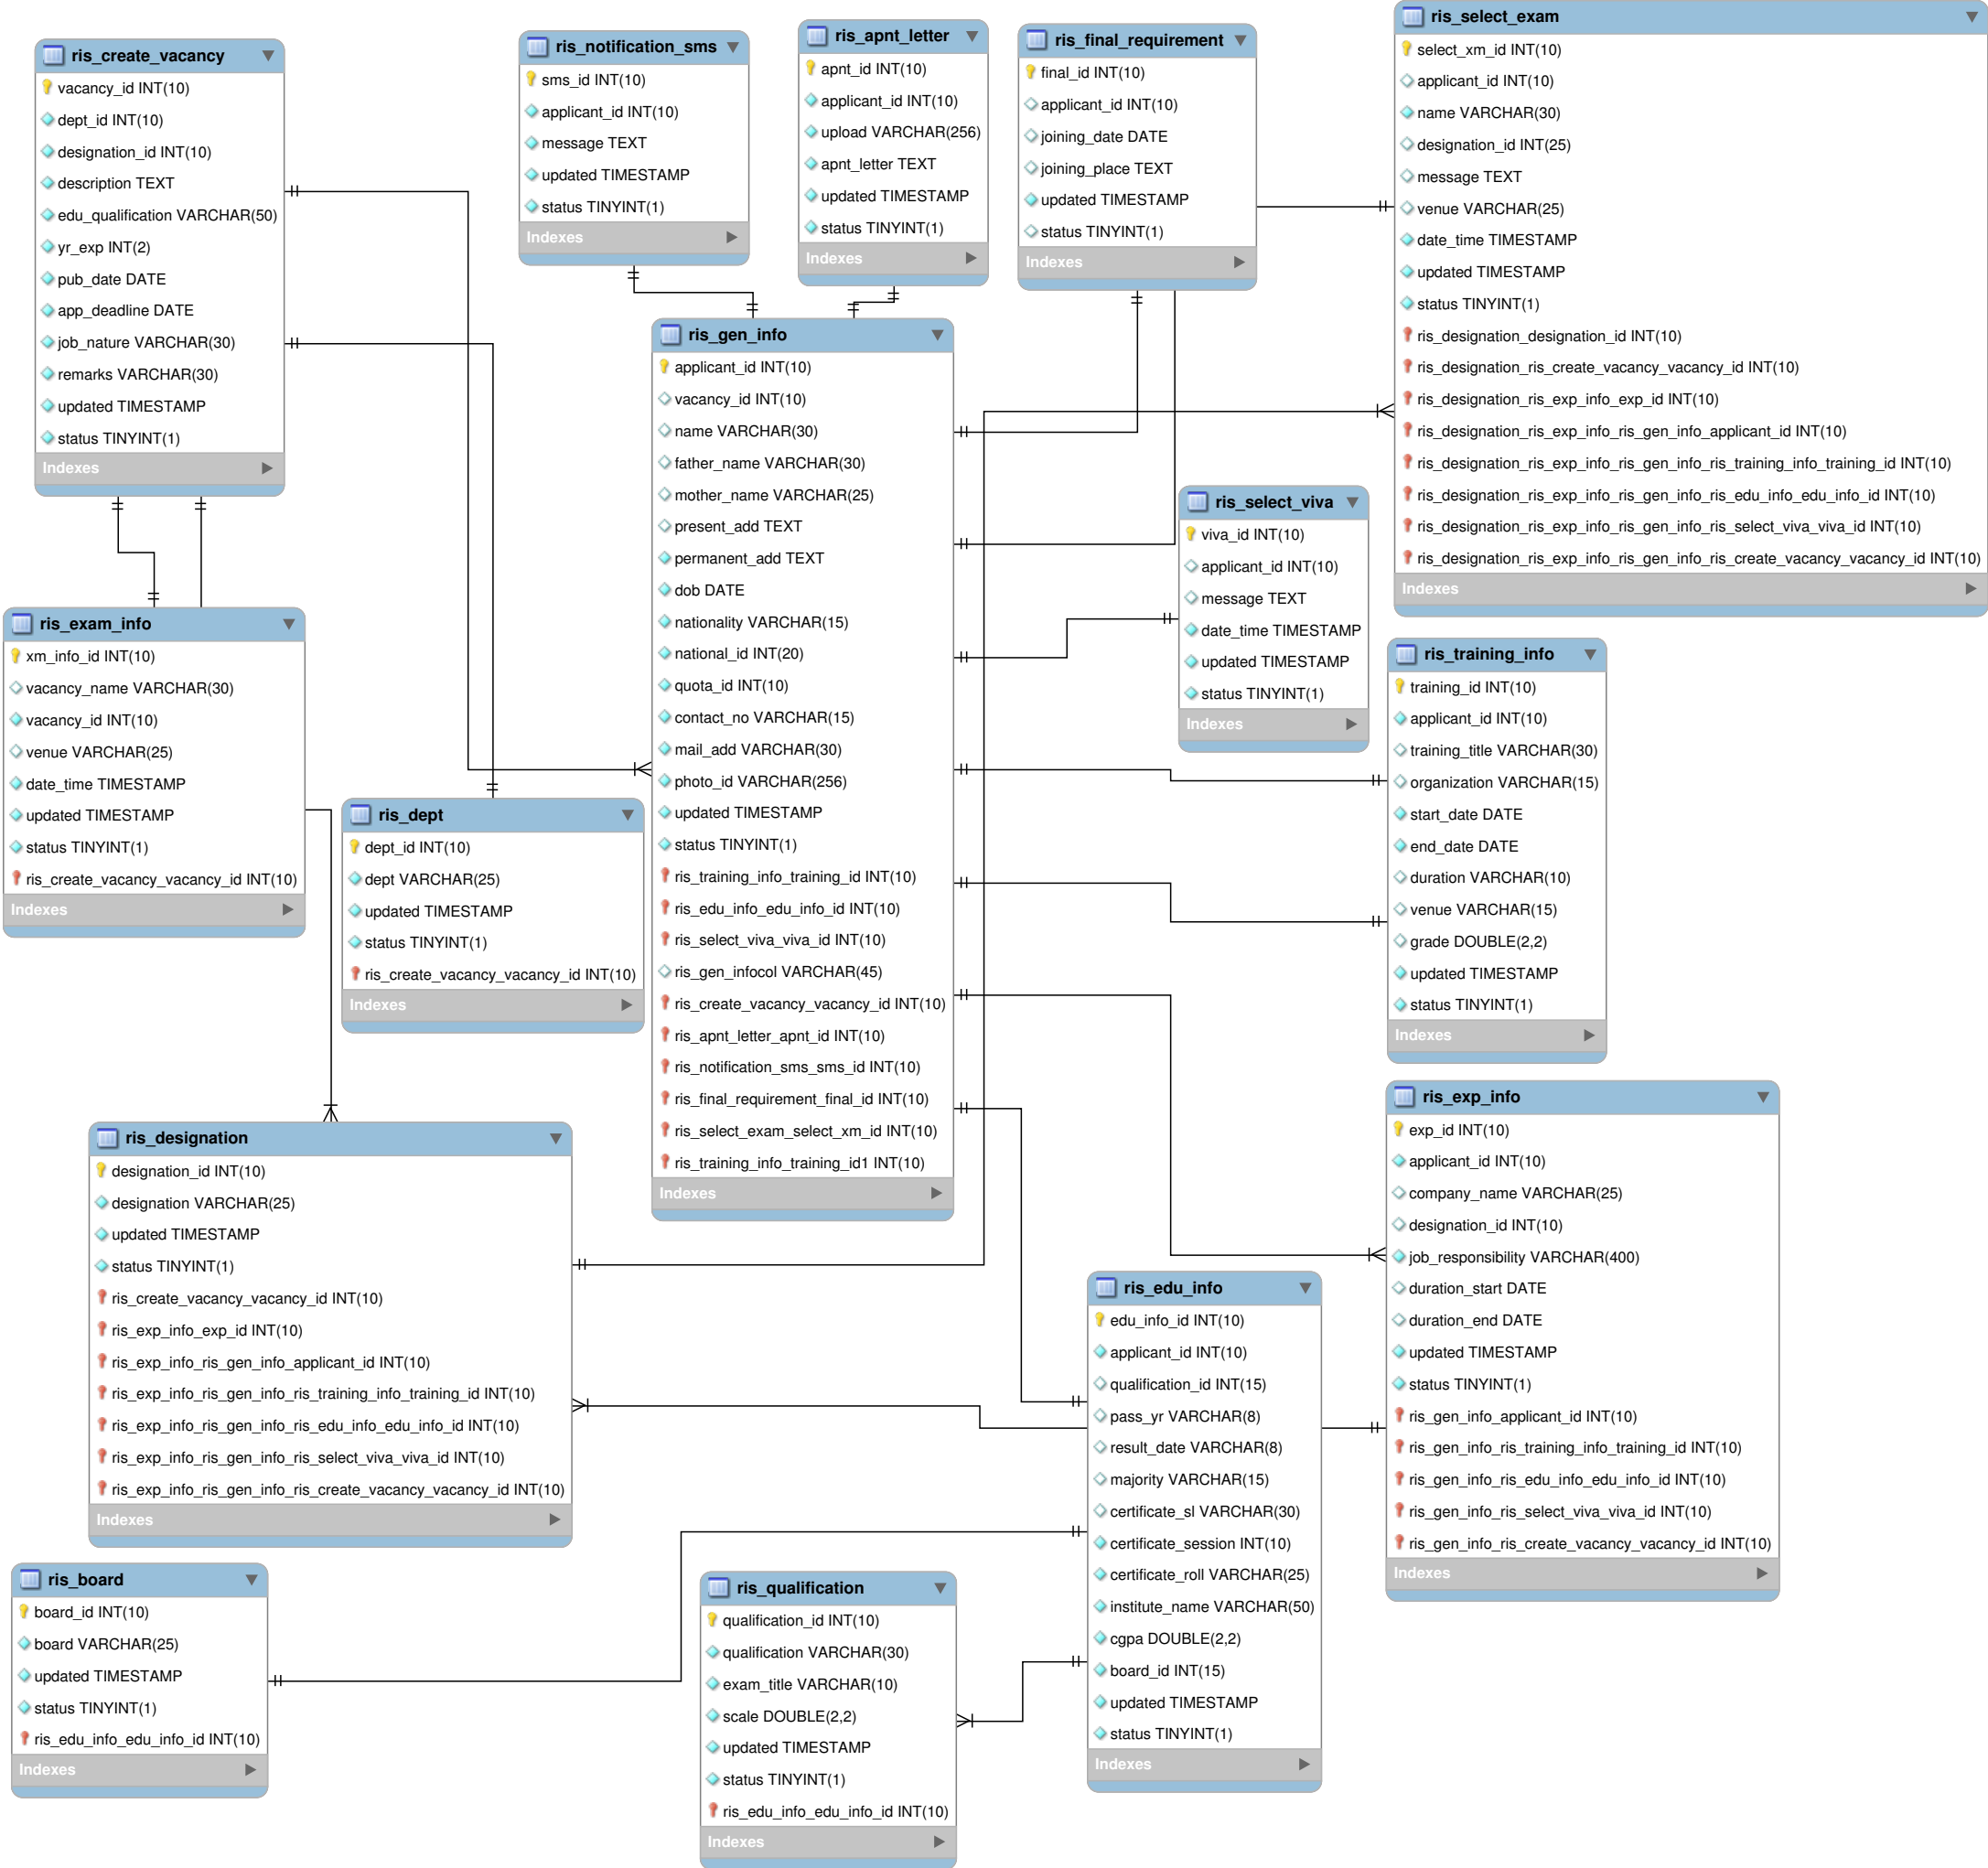 ris_create_vacancy
vacancy_id INT(10)
dept_id INT(10)
designation_id INT(10)
description TEXT
edu_qualification VARCHAR(50)
yr_exp INT(2)
pub_date DATE
app_deadline DATE
job_nature VARCHAR(30)
remarks VARCHAR(30)
updated TIMESTAMP
status TINYINT(1)
Indexes
ris_notification_sms
sms_id INT(10)
applicant_id INT(10)
message TEXT
updated TIMESTAMP
status TINYINT(1)
Indexes
ris_apnt_letter
apnt_id INT(10)
applicant_id INT(10)
upload VARCHAR(256)
apnt_letter TEXT
updated TIMESTAMP
status TINYINT(1)
Indexes
ris_final_requirement
final_id INT(10)
applicant_id INT(10)
joining_date DATE
joining_place TEXT
updated TIMESTAMP
status TINYINT(1)
Indexes
ris_select_exam
select_xm_id INT(10)
applicant_id INT(10)
name VARCHAR(30)
designation_id INT(25)
message TEXT
venue VARCHAR(25)
date_time TIMESTAMP
updated TIMESTAMP
status TINYINT(1)
ris_designation_designation_id INT(10)
ris_designation_ris_create_vacancy_vacancy_id INT(10)
ris_designation_ris_exp_info_exp_id INT(10)
ris_designation_ris_exp_info_ris_gen_info_applicant_id INT(10)
ris_designation_ris_exp_info_ris_gen_info_ris_training_info_training_id INT(10)
ris_designation_ris_exp_info_ris_gen_info_ris_edu_info_edu_info_id INT(10)
ris_designation_ris_exp_info_ris_gen_info_ris_select_viva_viva_id INT(10)
ris_designation_ris_exp_info_ris_gen_info_ris_create_vacancy_vacancy_id INT(10)
Indexes
ris_gen_info
applicant_id INT(10)
vacancy_id INT(10)
name VARCHAR(30)
father_name VARCHAR(30)
mother_name VARCHAR(25)
present_add TEXT
permanent_add TEXT
dob DATE
nationality VARCHAR(15)
national_id INT(20)
quota_id INT(10)
contact_no VARCHAR(15)
mail_add VARCHAR(30)
photo_id VARCHAR(256)
updated TIMESTAMP
status TINYINT(1)
ris_training_info_training_id INT(10)
ris_edu_info_edu_info_id INT(10)
ris_select_viva_viva_id INT(10)
ris_gen_infocol VARCHAR(45)
ris_create_vacancy_vacancy_id INT(10)
ris_apnt_letter_apnt_id INT(10)
ris_notification_sms_sms_id INT(10)
ris_final_requirement_final_id INT(10)
ris_select_exam_select_xm_id INT(10)
ris_training_info_training_id1 INT(10)
Indexes
ris_select_viva
viva_id INT(10)
applicant_id INT(10)
message TEXT
date_time TIMESTAMP
updated TIMESTAMP
status TINYINT(1)
Indexes
ris_exam_info
xm_info_id INT(10)
vacancy_name VARCHAR(30)
vacancy_id INT(10)
venue VARCHAR(25)
date_time TIMESTAMP
updated TIMESTAMP
status TINYINT(1)
ris_create_vacancy_vacancy_id INT(10)
Indexes
ris_dept
dept_id INT(10)
dept VARCHAR(25)
updated TIMESTAMP
status TINYINT(1)
ris_create_vacancy_vacancy_id INT(10)
Indexes
ris_training_info
training_id INT(10)
applicant_id INT(10)
training_title VARCHAR(30)
organization VARCHAR(15)
start_date DATE
end_date DATE
duration VARCHAR(10)
venue VARCHAR(15)
grade DOUBLE(2,2)
updated TIMESTAMP
status TINYINT(1)
Indexes
ris_designation
designation_id INT(10)
designation VARCHAR(25)
updated TIMESTAMP
status TINYINT(1)
ris_create_vacancy_vacancy_id INT(10)
ris_exp_info_exp_id INT(10)
ris_exp_info_ris_gen_info_applicant_id INT(10)
ris_exp_info_ris_gen_info_ris_training_info_training_id INT(10)
ris_exp_info_ris_gen_info_ris_edu_info_edu_info_id INT(10)
ris_exp_info_ris_gen_info_ris_select_viva_viva_id INT(10)
ris_exp_info_ris_gen_info_ris_create_vacancy_vacancy_id INT(10)
Indexes
ris_exp_info
exp_id INT(10)
applicant_id INT(10)
company_name VARCHAR(25)
designation_id INT(10)
job_responsibility VARCHAR(400)
duration_start DATE
duration_end DATE
updated TIMESTAMP
status TINYINT(1)
ris_gen_info_applicant_id INT(10)
ris_gen_info_ris_training_info_training_id INT(10)
ris_gen_info_ris_edu_info_edu_info_id INT(10)
ris_gen_info_ris_select_viva_viva_id INT(10)
ris_gen_info_ris_create_vacancy_vacancy_id INT(10)
Indexes
ris_edu_info
edu_info_id INT(10)
applicant_id INT(10)
qualification_id INT(15)
pass_yr VARCHAR(8)
result_date VARCHAR(8)
majority VARCHAR(15)
certificate_sl VARCHAR(30)
certificate_session INT(10)
certificate_roll VARCHAR(25)
institute_name VARCHAR(50)
cgpa DOUBLE(2,2)
board_id INT(15)
updated TIMESTAMP
status TINYINT(1)
Indexes
ris_board
board_id INT(10)
board VARCHAR(25)
updated TIMESTAMP
status TINYINT(1)
ris_edu_info_edu_info_id INT(10)
Indexes
ris_qualification
qualification_id INT(10)
qualification VARCHAR(30)
exam_title VARCHAR(10)
scale DOUBLE(2,2)
updated TIMESTAMP
status TINYINT(1)
ris_edu_info_edu_info_id INT(10)
Indexes